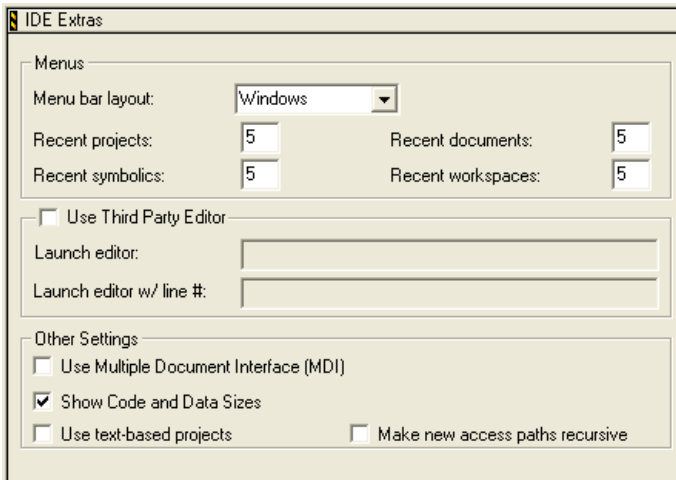 IDE Extras
Menus
Menu bar layout: Windows
Recent projects: 5 Recent documents: 5
Recent symbolics: 5 Recent workspaces: 5
Use Third Party Editor
Launch editor:
Launch editor w/ line #:
Other Settings
Use Multiple Document Interface (MDI)
Show Code and Data Sizes
Use text-based projects Make new access paths recursive